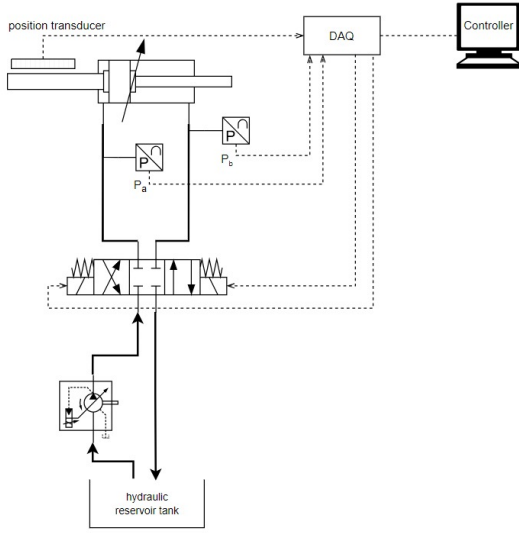 position transducer
DAQ
Controller
P
P
Pb
Pa
hydraulic
reservoir tank